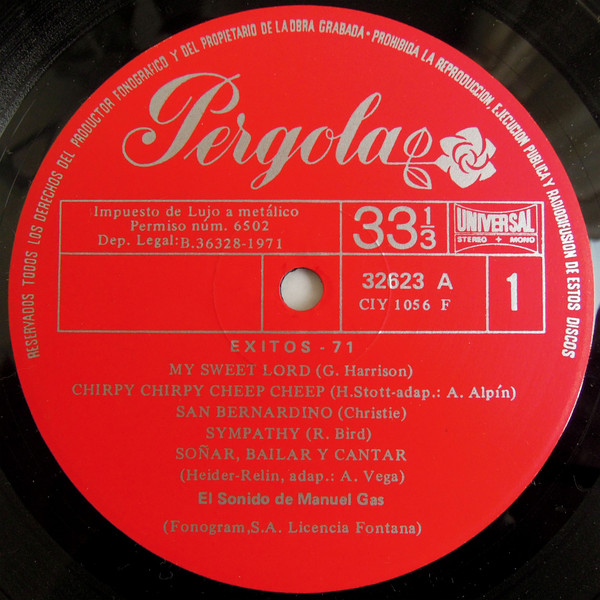 RESERVADOS TODOS LOS DERECHOS DEL PRODUCTOR FONOGRAFICO Y DEL PROPIETARIO DE LA OBRA GRABADA • PROHIBIDA LA REPRODUCCION, EJECUCION PUBLICA Y RADIODIFUSION DE ESTOS DISCOS
Pergola
Impuesto de Lujo a metálico
Permiso núm. 6502
Dep. Legal: B.36328-1971
33 1/3
UNIVERSAL
STEREO + MONO
32623 A
CIY 1056 F
1
EXITOS - 71
MY SWEET LORD (G. Harrison)
CHIRPY CHIRPY CHEEP CHEEP (H.Stott-adap.: A. Alpín)
SAN BERNARDINO (Christie)
SYMPATHY (R. Bird)
SOÑAR, BAILAR Y CANTAR
(Heider-Relin, adap.: A. Vega)
El Sonido de Manuel Gas
(Fonogram,S.A. Licencia Fontana)